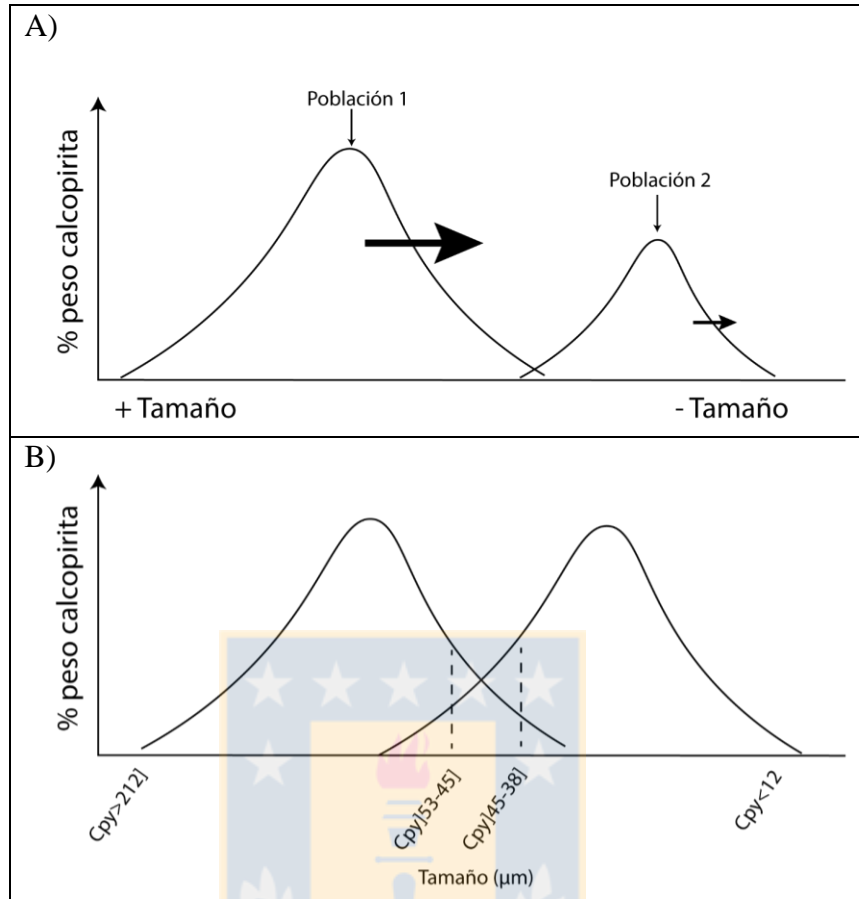 A)
Población 1
Población 2
% peso calcopirita
+ Tamaño
- Tamaño
B)
% peso calcopirita
Cpy>212]
Cpy]53-45]
Cpy]45-38]
Cpy<12
Tamaño (µm)